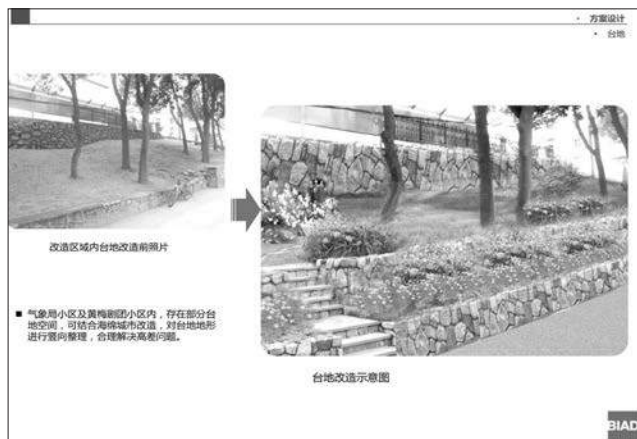 • 方案设计
• 台地
改造区域内台地改造前照片
■ 气象局小区及黄梅剧团小区内，存在部分台
地空间，可结合海绵城市改造，对台地地形
进行竖向整理，合理解决高差问题。
台地改造示意图
BIAD